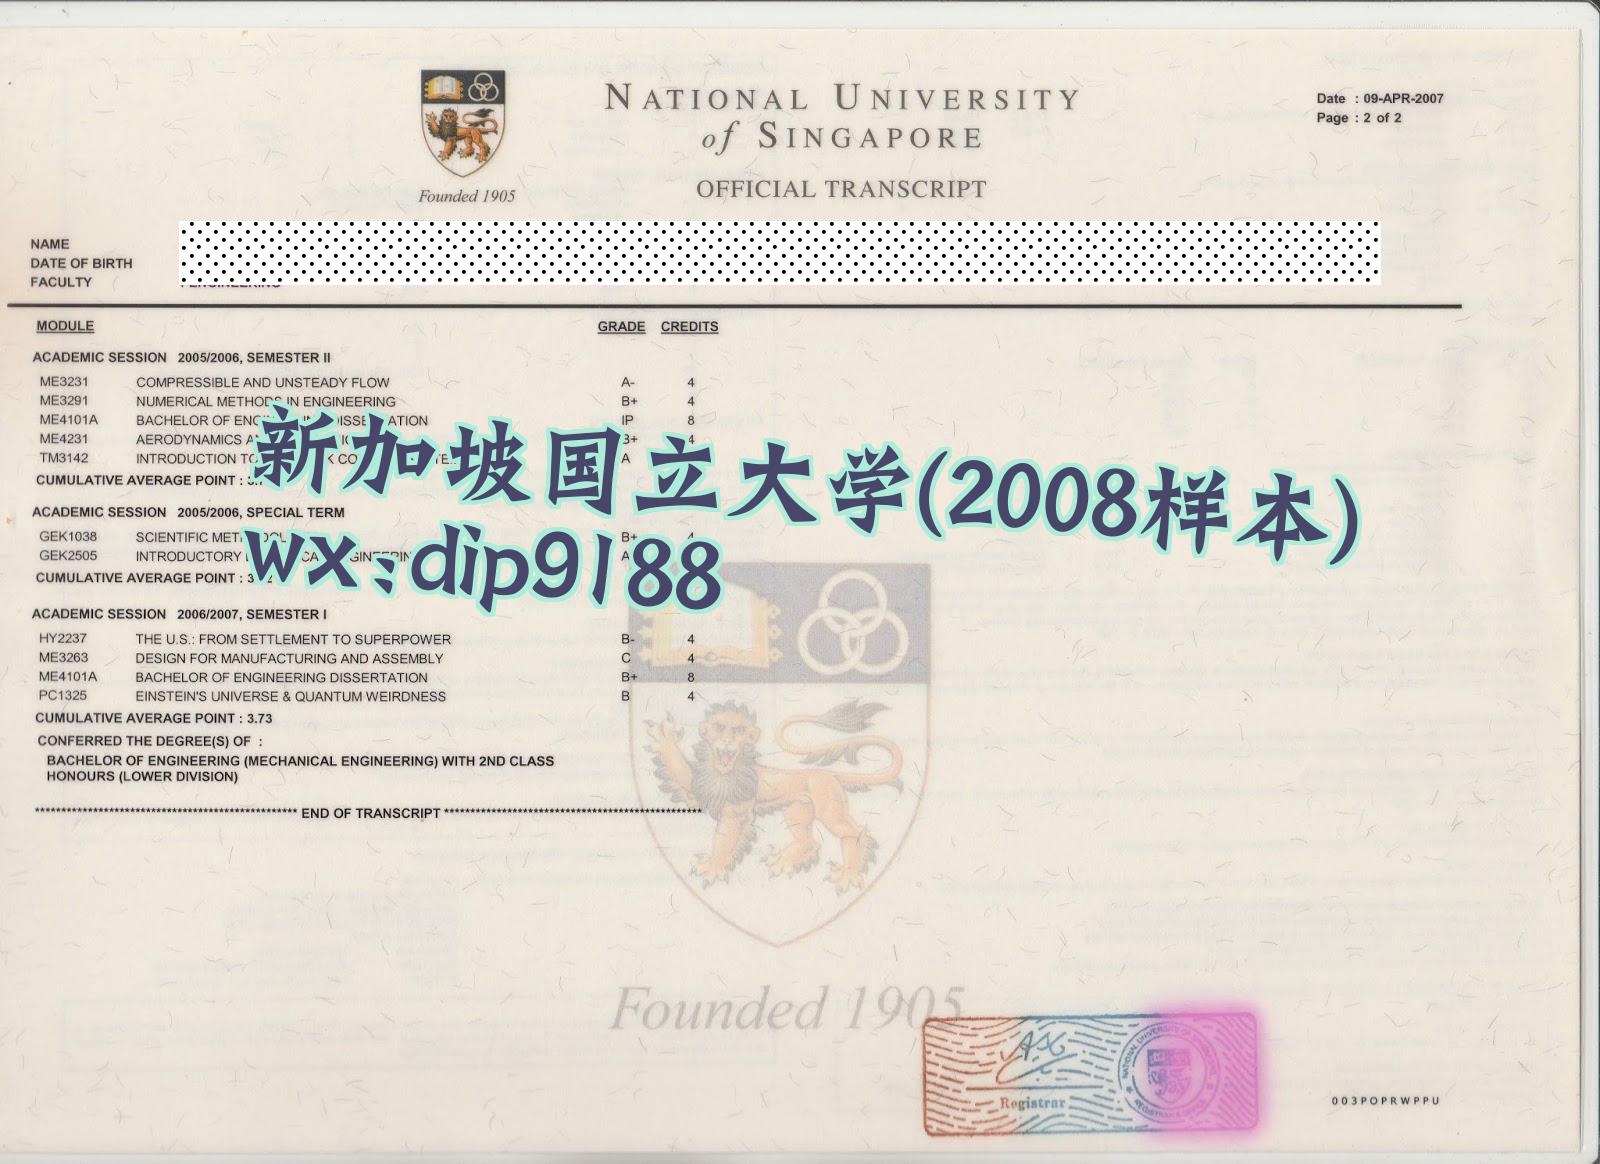 NATIONAL UNIVERSITY
of SINGAPORE
OFFICIAL TRANSCRIPT
Founded 1905
Date : 09-APR-2007
Page : 2 of 2
NAME
DATE OF BIRTH
FACULTY
MODULE GRADE CREDITS
ACADEMIC SESSION 2005/2006, SEMESTER II
ME3231 COMPRESSIBLE AND UNSTEADY FLOW A- 4
ME3291 NUMERICAL METHODS IN ENGINEERING B+ 4
ME4101A BACHELOR OF DISSERTATION IP 8
ME4231 AERODYNAMICS B+ 4
TM3142 INTRODUCTION TO A
CUMULATIVE AVERAGE POINT :
新加坡国立大学(2008样本)
wx:dip9188
ACADEMIC SESSION 2005/2006, SPECIAL TERM
GEK1038 SCIENTIFIC B+ 4
GEK2505 INTRODUCTORY A
CUMULATIVE AVERAGE POINT :
ACADEMIC SESSION 2006/2007, SEMESTER I
HY2237 THE U.S.: FROM SETTLEMENT TO SUPERPOWER B- 4
ME3263 DESIGN FOR MANUFACTURING AND ASSEMBLY C 4
ME4101A BACHELOR OF ENGINEERING DISSERTATION B+ 8
PC1325 EINSTEIN'S UNIVERSE & QUANTUM WEIRDNESS B 4
CUMULATIVE AVERAGE POINT : 3.73
CONFERRED THE DEGREE(S) OF :
BACHELOR OF ENGINEERING (MECHANICAL ENGINEERING) WITH 2ND CLASS
HONOURS (LOWER DIVISION)
END OF TRANSCRIPT
Founded 1905
Registrar
003POPRWPPU